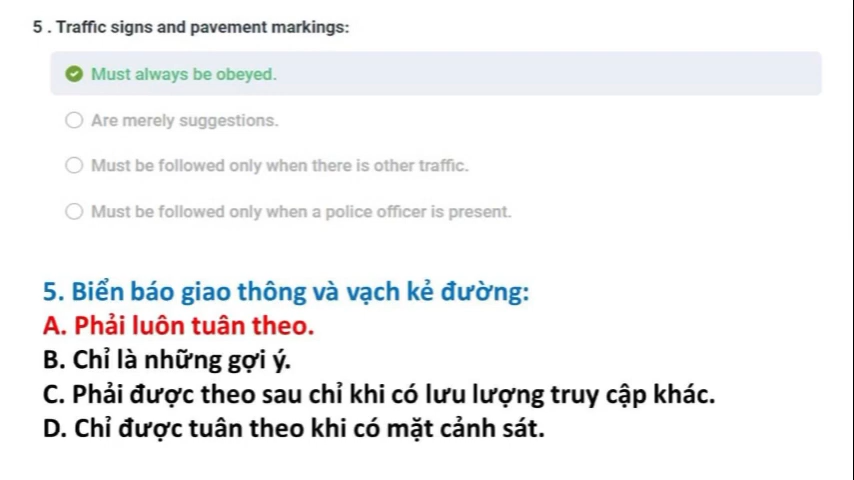 5 . Traffic signs and pavement markings:
Must always be obeyed.
Are merely suggestions.
Must be followed only when there is other traffic.
Must be followed only when a police officer is present.
5. Biển báo giao thông và vạch kẻ đường:
A. Phải luôn tuân theo.
B. Chỉ là những gợi ý.
C. Phải được theo sau chỉ khi có lưu lượng truy cập khác.
D. Chỉ được tuân theo khi có mặt cảnh sát.